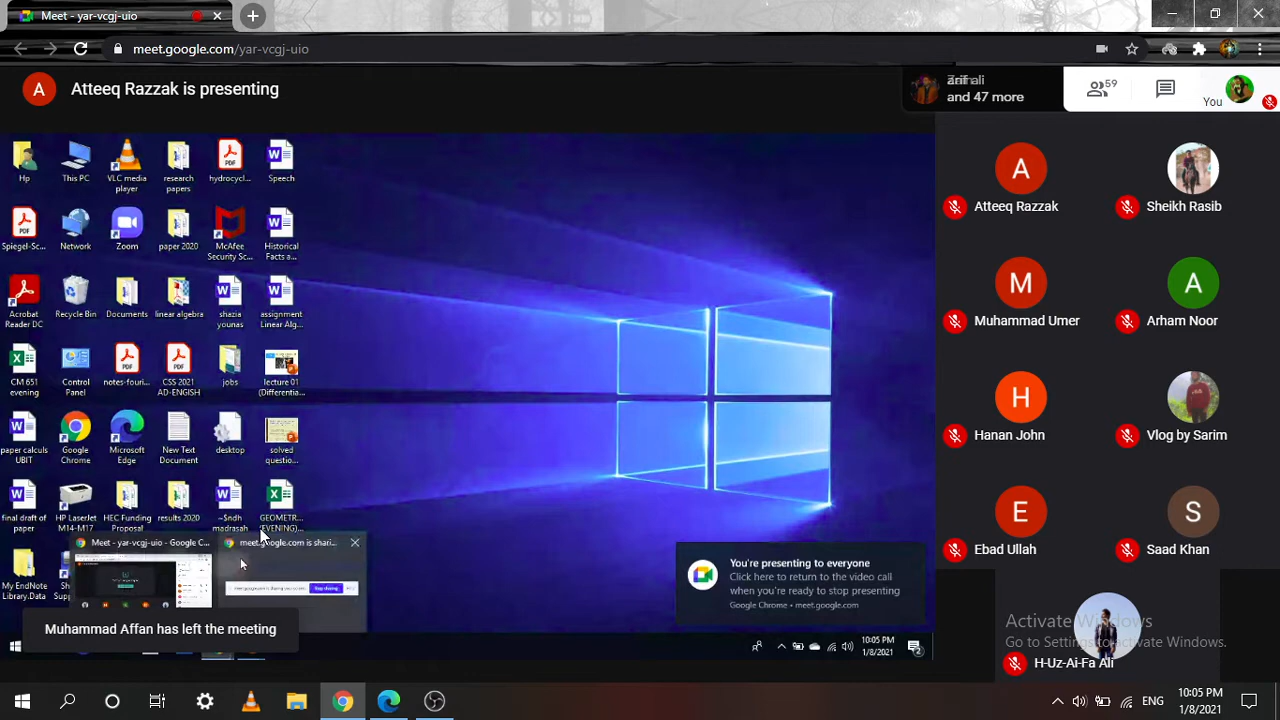 Meet - yar-vcgj-uio
meet.google.com/yar-vcgj-uio
A
Atteeq Razzak is presenting
and 47 more
59
You
Hp
This PC
VLC media player
research papers
hydrocycl...
Speech
Spiegel-Sc...
Network
Zoom
paper 2020
McAfee Security Sc...
Historical Facts a...
Acrobat Reader DC
Recycle Bin
Documents
linear algebra
shazia younas
assignment Linear Alg...
CM 651 evening
Control Panel
notes-fouri...
CSS 2021 AD-ENGISH
jobs
lecture 01 (Differentia...
paper calculus UBIT
Google Chrome
Microsoft Edge
New Text Document
desktop
solved questio...
final draft of paper
HP LaserJet M14-M17
HEC Funding Proposal
results 2020
~$ndh madrasah
GEOMETR... (EVENING)...
My EndNote Library.Data
Meet - yar-vcgj-uio - Google C...
meet.google.com is shari...
Stop sharing
You're presenting to everyone
Click here to return to the video call
when you're ready to stop presenting
Google Chrome • meet.google.com
Muhammad Affan has left the meeting
10:05 PM
1/8/2021
2
A
Atteeq Razzak
Sheikh Rasib
M
Muhammad Umer
A
Arham Noor
H
Hanan John
Vlog by Sarim
E
Ebad Ullah
S
Saad Khan
Activate Windows
Go to Settings to activate Windows.
H-Uz-Ai-Fa Ali
ENG
10:05 PM
1/8/2021